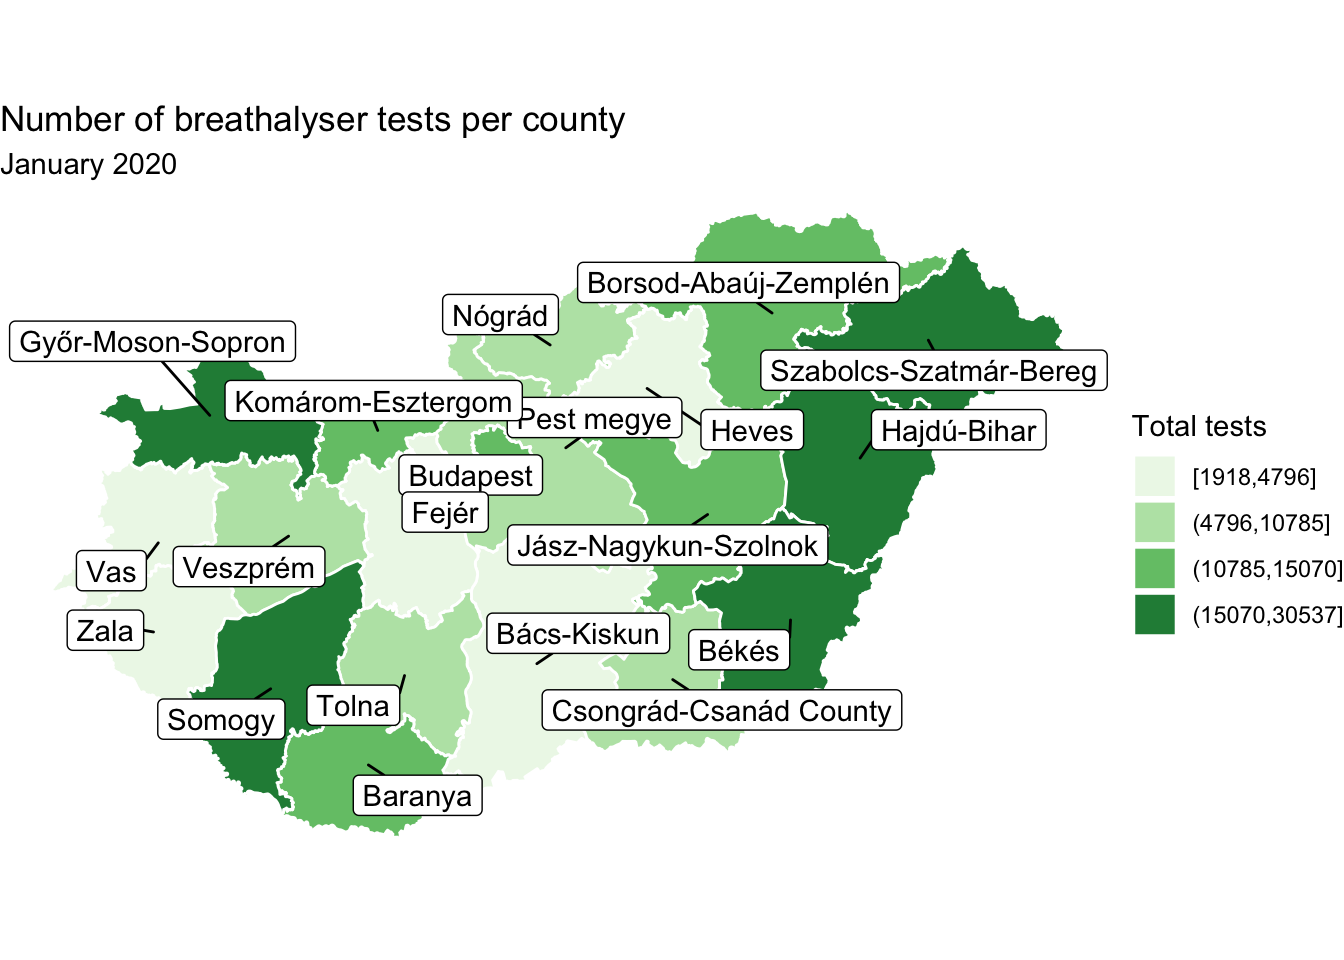 Number of breathalyser tests per county
January 2020
Borsod-Abaúj-Zemplén
Nógrád
Győr-Moson-Sopron
Szabolcs-Szatmár-Bereg
Komárom-Esztergom
Pest megye
Heves
Hajdú-Bihar
Budapest
Fejér
Jász-Nagykun-Szolnok
Vas
Veszprém
Zala
Bács-Kiskun
Békés
Somogy
Tolna
Csongrád-Csanád County
Baranya
Total tests
[1918,4796]
(4796,10785]
(10785,15070]
(15070,30537]